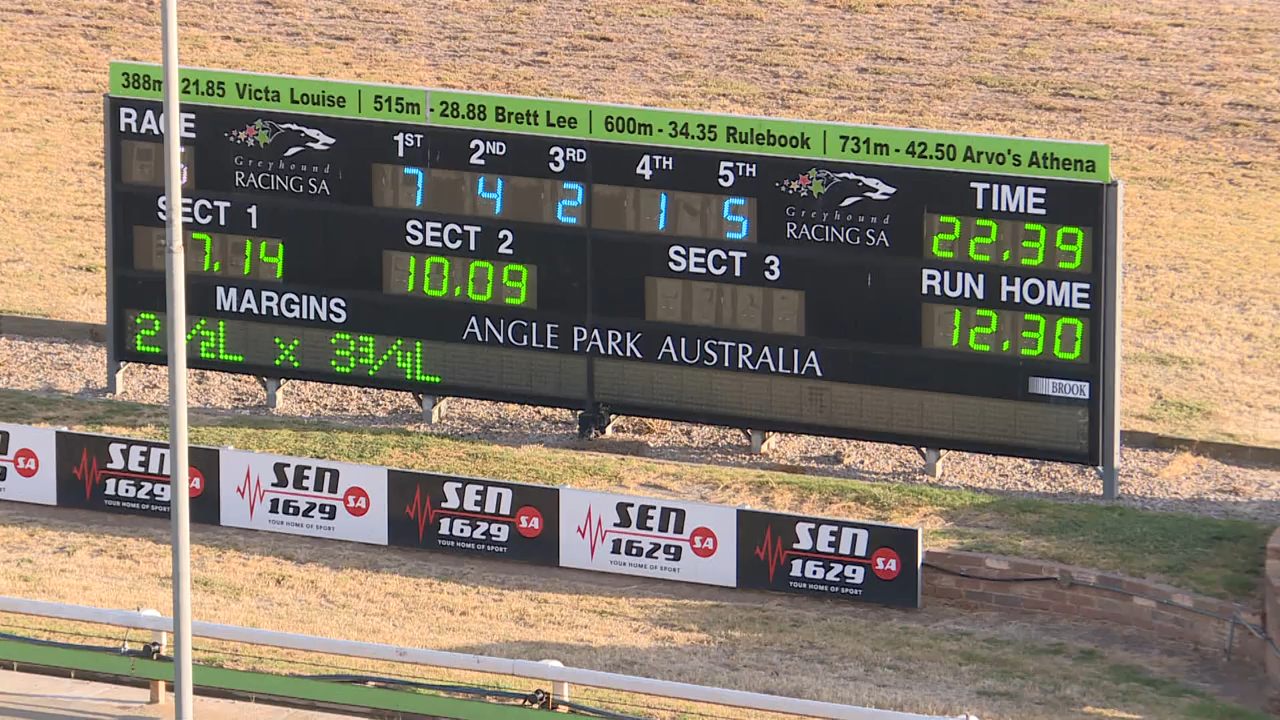 388m 21.85 Victa Louise | 515m - 28.88 Brett Lee | 600m - 34.35 Rulebook | 731m - 42.50 Arvo's Athena
RACE
Greyhound
RACING SA
1ST 2ND 3RD 4TH 5TH
7 4 2 1 5
Greyhound
RACING SA
TIME
22.39
SECT 1
7.14
SECT 2
10.09
SECT 3
RUN HOME
12.30
MARGINS
2 1/2L x 3 3/4L
ANGLE PARK AUSTRALIA
BROOK
SA
SEN
1629 SA
YOUR HOME OF SPORT
SEN
1629 SA
YOUR HOME OF SPORT
SEN
1629 SA
YOUR HOME OF SPORT
SEN
1629 SA
YOUR HOME OF SPORT
SEN
1629 SA
YOUR HOME OF SPORT